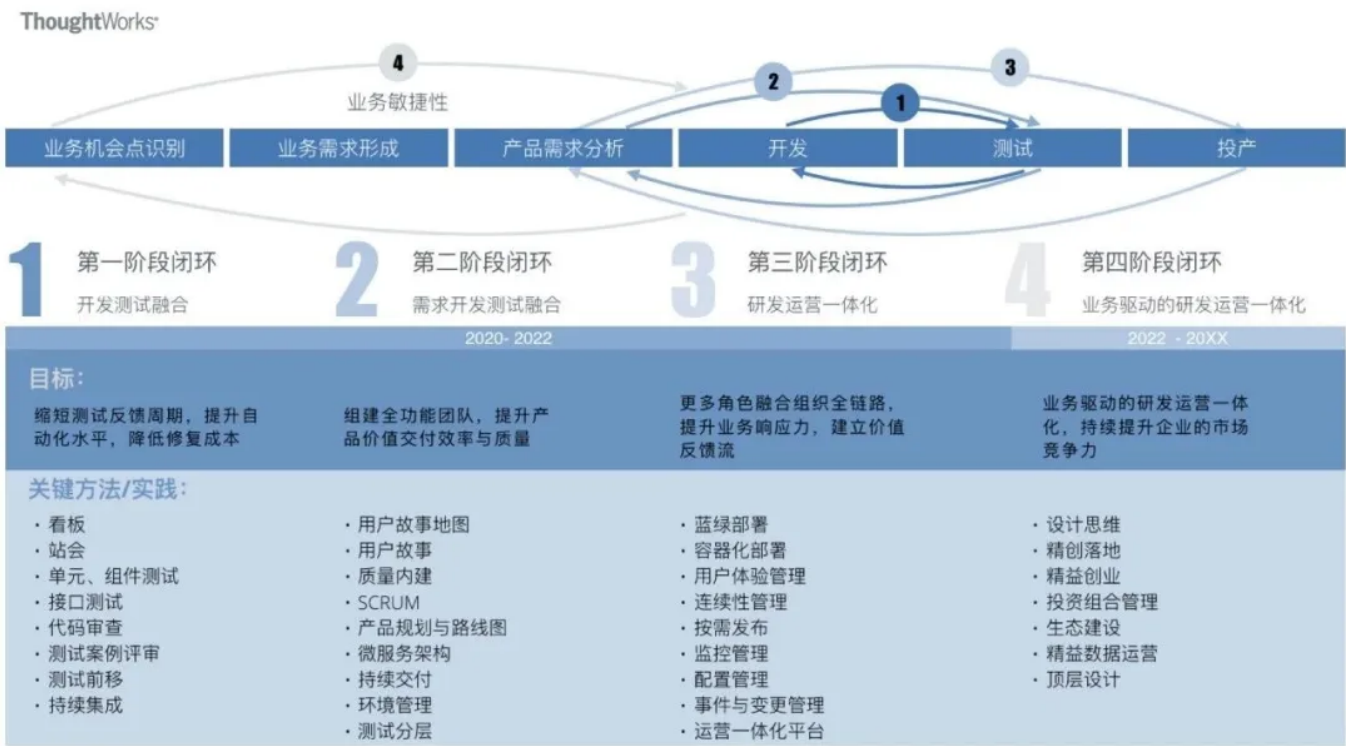 ThoughtWorks®
4
3
2
1
业务敏捷性
业务机会点识别
业务需求形成
产品需求分析
开发
测试
投产
1
第一阶段闭环
开发测试融合
2
第二阶段闭环
需求开发测试融合
3
第三阶段闭环
研发运营一体化
4
第四阶段闭环
业务驱动的研发运营一体化
2020- 2022
2022 - 20XX
目标：
缩短测试反馈周期，提升自
动化水平，降低修复成本
组建全功能团队，提升产
品价值交付效率与质量
更多角色融合组织全链路，
提升业务响应力，建立价值
反馈流
业务驱动的研发运营一体
化，持续提升企业的市场
竞争力
关键方法/实践：
· 看板
· 站会
· 单元、组件测试
· 接口测试
· 代码审查
· 测试案例评审
· 测试前移
· 持续集成
· 用户故事地图
· 用户故事
· 质量内建
· SCRUM
· 产品规划与路线图
· 微服务架构
· 持续交付
· 环境管理
· 测试分层
· 蓝绿部署
· 容器化部署
· 用户体验管理
· 连续性管理
· 按需发布
· 监控管理
· 配置管理
· 事件与变更管理
· 运营一体化平台
· 设计思维
· 精创落地
· 精益创业
· 投资组合管理
· 生态建设
· 精益数据运营
· 顶层设计